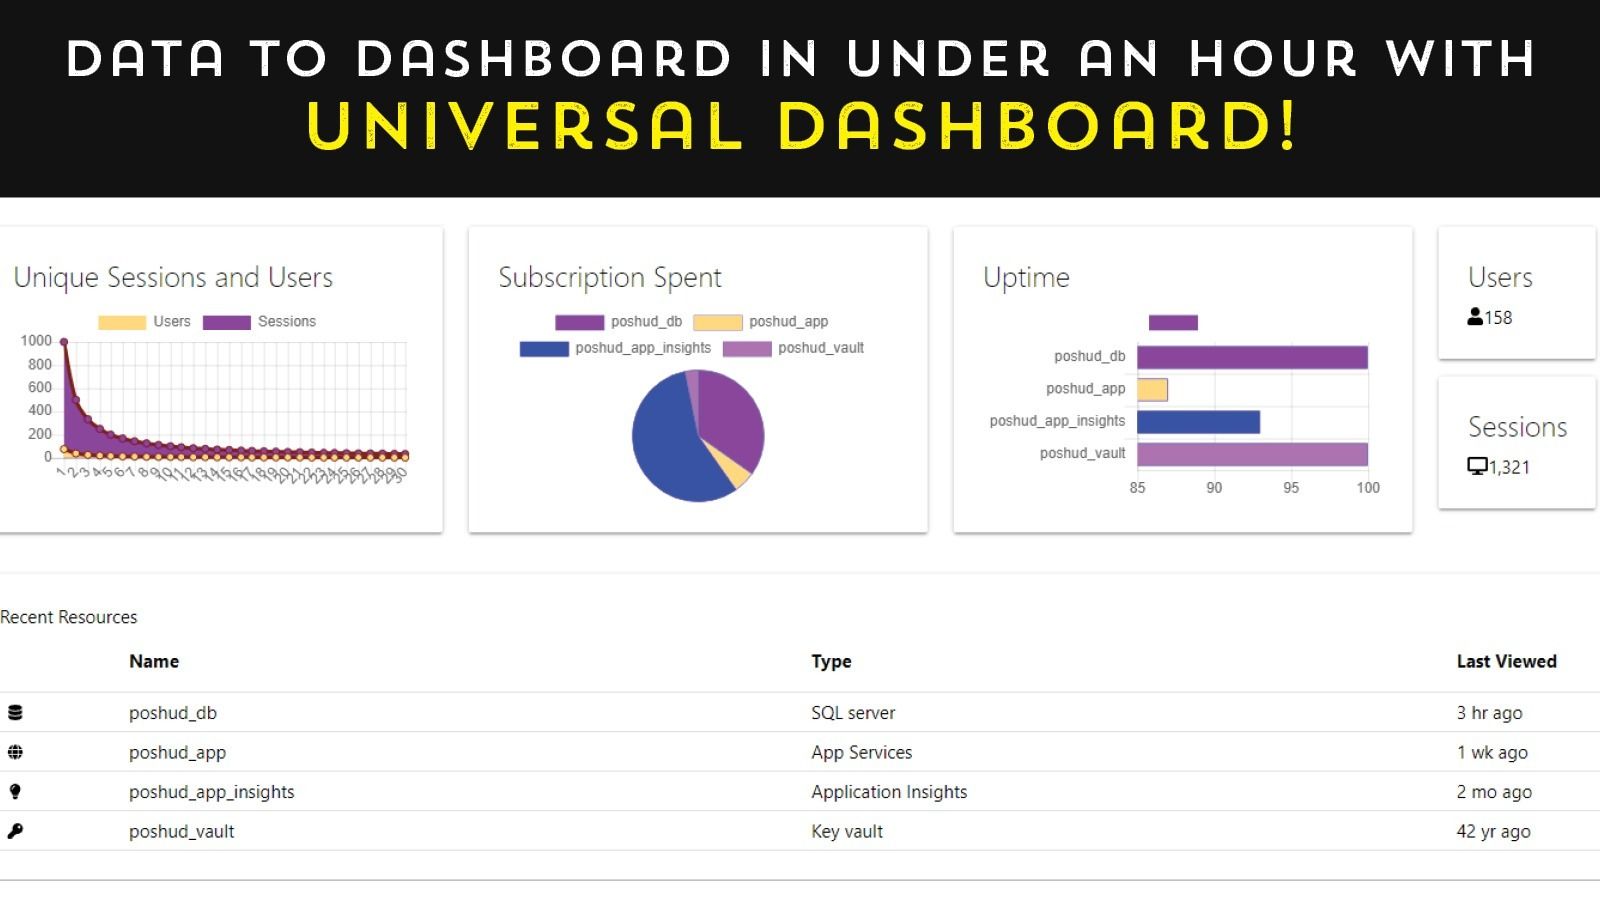 DATA TO DASHBOARD IN UNDER AN HOUR WITH
UNIVERSAL DASHBOARD!
Unique Sessions and Users
Users Sessions
1000
800
600
400
200
0
1 2 3 4 5 6 7 8 9 10 11 12 13 14 15 16 17 18 19 20 21 22 23 24 25 26 27 28 29 30
Subscription Spent
poshud_db poshud_app
poshud_app_insights poshud_vault
Uptime
poshud_db
poshud_app
poshud_app_insights
poshud_vault
85 90 95 100
Users
158
Sessions
1,321
Recent Resources
Name Type Last Viewed
poshud_db SQL server 3 hr ago
poshud_app App Services 1 wk ago
poshud_app_insights Application Insights 2 mo ago
poshud_vault Key vault 42 yr ago